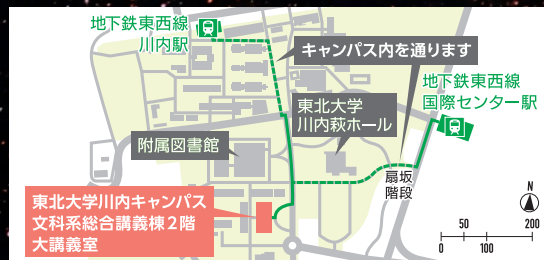 地下鉄東西線
川内駅
キャンパス内を通ります
地下鉄東西線
国際センター駅
東北大学
川内萩ホール
附属図書館
扇坂
階段
東北大学川内キャンパス
文科系総合講義棟2階
大講義室
N
50
200
0
100